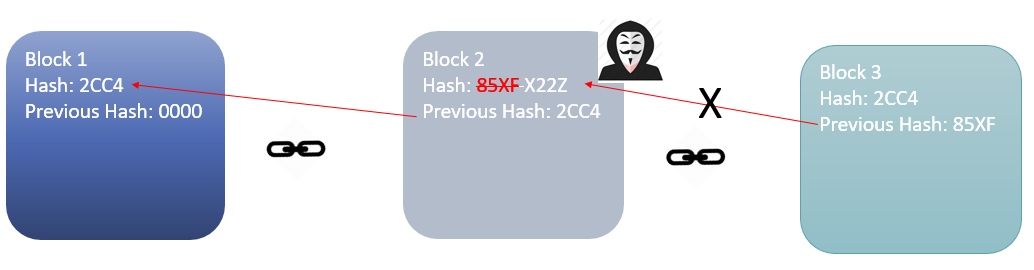 Block 1
Hash: 2CC4
Previous Hash: 0000
Block 2
Hash: 85XF-X22Z
Previous Hash: 2CC4
X
Block 3
Hash: 2CC4
Previous Hash: 85XF